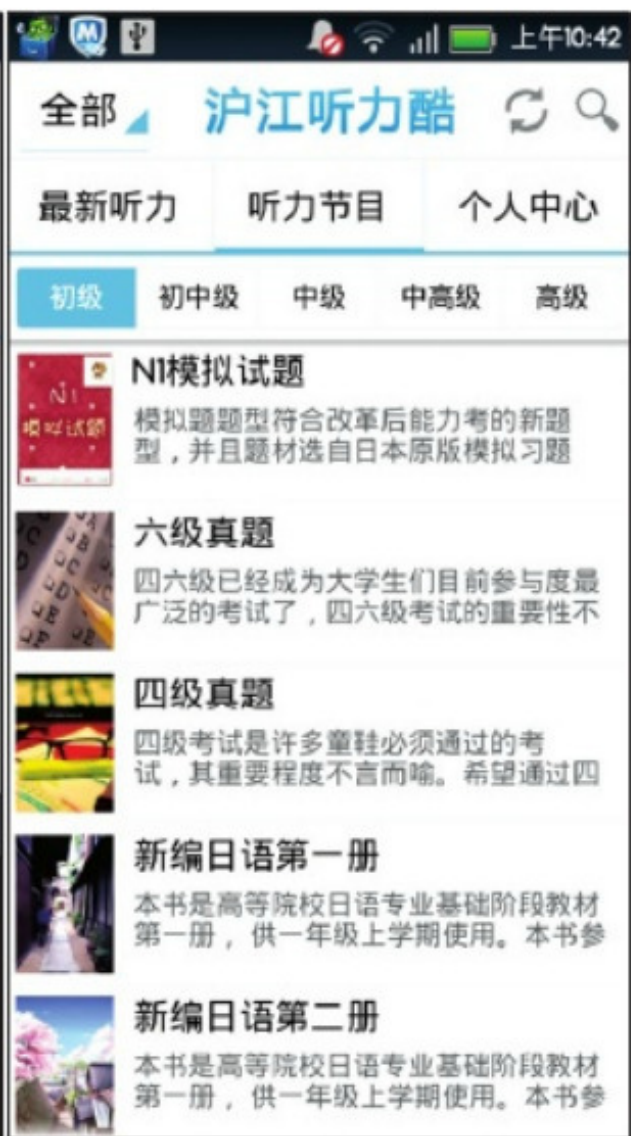 上午10:42
全部 沪江听力酷
最新听力 听力节目 个人中心
初级 初中级 中级 中高级 高级
N1模拟试题
N1
模拟试题
模拟题题型符合改革后能力考的新题
型，并且题材选自日本原版模拟习题
六级真题
四六级已经成为大学生们目前参与度最
广泛的考试了，四六级考试的重要性不
四级真题
四级考试是许多童鞋必须通过的考
试，其重要程度不言而喻。希望通过四
新编日语第一册
本书是高等院校日语专业基础阶段教材
第一册，供一年级上学期使用。本书参
新编日语第二册
本书是高等院校日语专业基础阶段教材
第一册，供一年级上学期使用。本书参